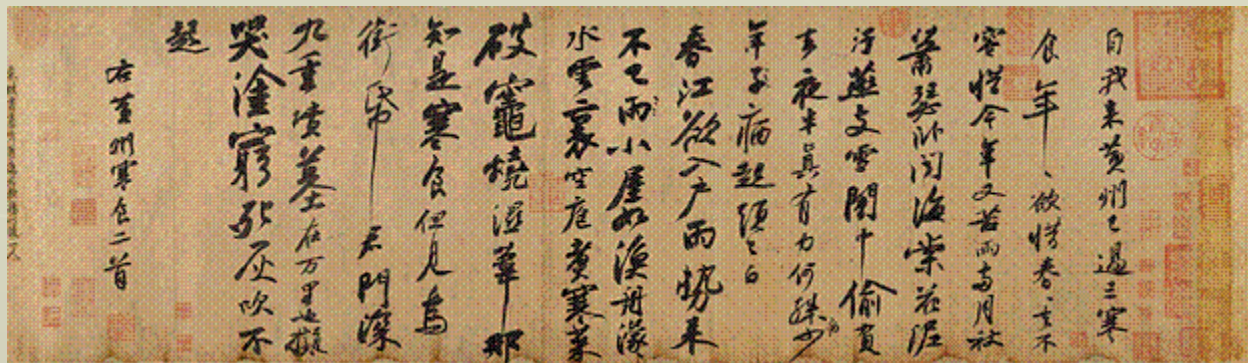 自我來黃州已過三寒
食年〻欲惜春〻去不
容惜今年又苦雨兩月秋
蕭瑟臥聞海棠花泥
汙燕支雪闇中偷負
去夜半真有力何殊病少
年子病起頭已白
春江欲入戶雨勢來
不已雨小屋如漁舟濛〻
水雲裏空庖煮寒菜
破竈燒濕葦那
知是寒食但見烏
銜帋君門深
九重墳墓在万里也擬
哭塗窮死灰吹不
起
右黃州寒食二首